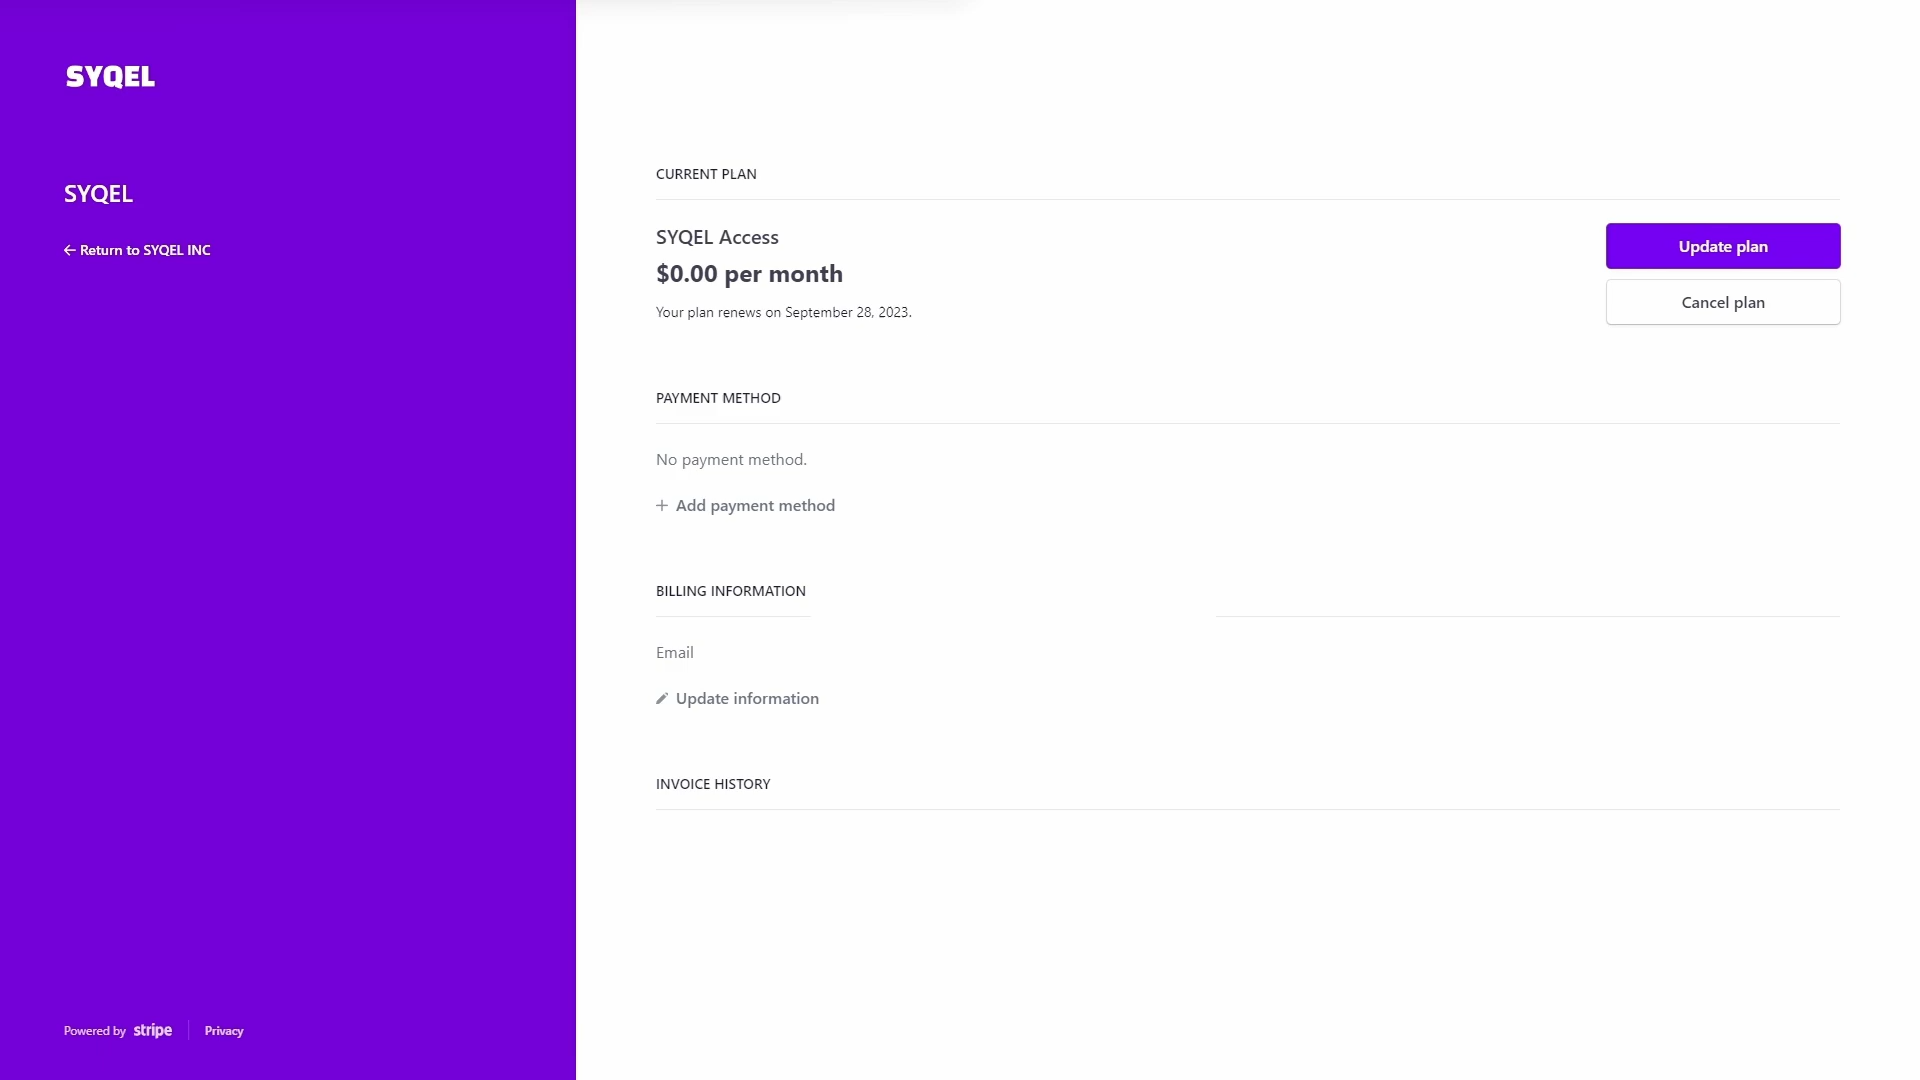 SYQEL
SYQEL
Return to SYQEL INC
CURRENT PLAN
SYQEL Access
$0.00 per month
Your plan renews on September 28, 2023.
Update plan
Cancel plan
PAYMENT METHOD
No payment method.
Add payment method
BILLING INFORMATION
Email
Update information
INVOICE HISTORY
Powered by stripe
Privacy